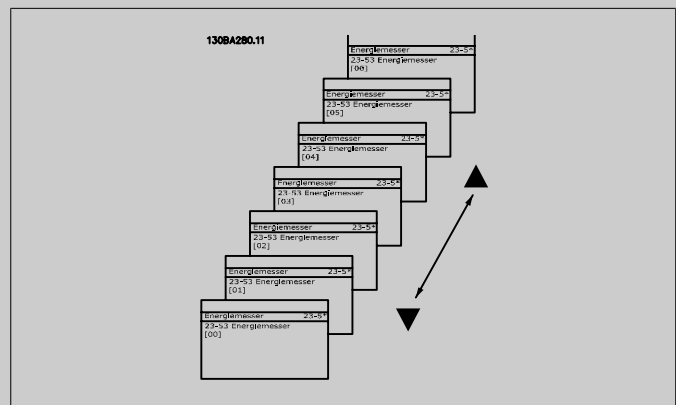 130BA280.11
Energiemesser 23-5*
23-53 Energiemesser
[00]
Energiemesser 23-5*
23-53 Energiemesser
[05]
Energiemesser 23-5*
23-53 Energiemesser
[04]
Energiemesser 23-5*
23-53 Energiemesser
[03]
Energiemesser 23-5*
23-53 Energiemesser
[02]
Energiemesser 23-5*
23-53 Energiemesser
[01]
Energiemesser 23-5*
23-53 Energiemesser
[00]